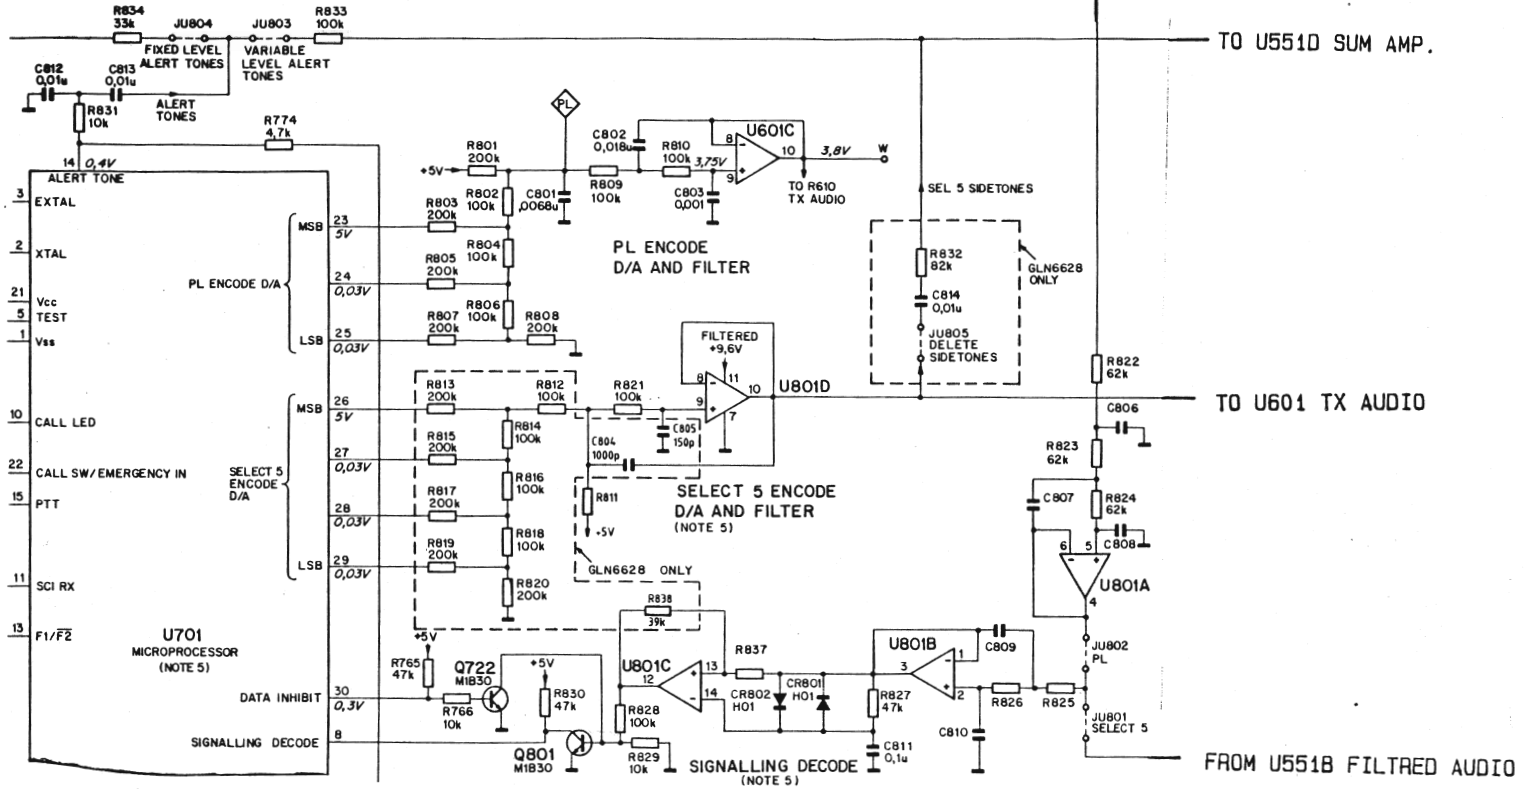 R834
33k
JU804
JU803
R833
100k
FIXED LEVEL
ALERT TONES
VARIABLE
LEVEL ALERT
TONES
TO U551D SUM AMP.
C812
0,01u
C813
0,01u
ALERT
TONES
R831
10k
R774
4,7k
14
0,4V
ALERT TONE
3
EXTAL
2
XTAL
21
Vcc
5
TEST
1
Vss
10
CALL LED
22
CALL SW/EMERGENCY IN
15
PTT
11
SCI RX
13
F1/F2
U701
MICROPROCESSOR
(NOTE 5)
PL ENCODE D/A
MSB
23
5V
24
0,03V
LSB
25
0,03V
SELECT 5
ENCODE
D/A
MSB
26
5V
27
0,03V
28
0,03V
LSB
29
0,03V
DATA INHIBIT
30
0,3V
SIGNALLING DECODE
8
PL
+5V
R801
200k
R802
100k
R803
200k
R804
100k
R805
200k
R806
100k
R807
200k
R808
200k
C801
,0068u
R809
100k
C802
0,018u
R810
100k
3,75V
C803
0,001
U601C
8
9
-
+
10
3,8V
W
TO R610
TX AUDIO
PL ENCODE
D/A AND FILTER
SEL 5 SIDETONES
R832
82k
C814
0,01u
JU805
DELETE
SIDETONES
GLN6628
ONLY
R813
200k
R812
100k
R821
100k
R814
100k
R815
200k
R816
100k
R817
200k
R818
100k
R819
200k
R820
200k
C804
1000p
C805
150p
R811
+5V
GLN6628 ONLY
FILTERED
+9,6V
11
8
9
-
+
10
7
U801D
TO U601 TX AUDIO
SELECT 5 ENCODE
D/A AND FILTER
(NOTE 5)
R822
62k
C806
R823
62k
C807
R824
62k
C808
6
5
-
+
U801A
4
JU802
PL
JU801
SELECT 5
FROM U551B FILTRED AUDIO
+5V
R765
47k
R766
10k
Q722
M1B30
+5V
R830
47k
Q801
M1B30
R828
100k
R829
10k
R838
39k
U801C
12
13
14
+
-
R837
CR802
H01
CR801
H01
R827
47k
C811
0,1u
U801B
3
1
2
-
+
C809
C810
R826
R825
SIGNALLING DECODE
(NOTE 5)